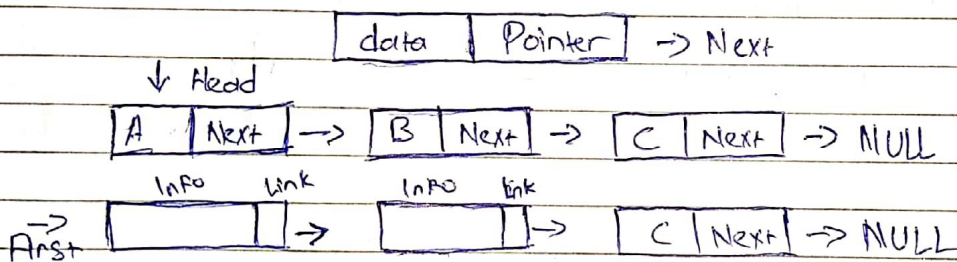 data Pointer -> Next
↓ Head
A Next -> B Next -> C Next -> NULL
Info Link Info Link
-> -> -> C Next -> NULL
First